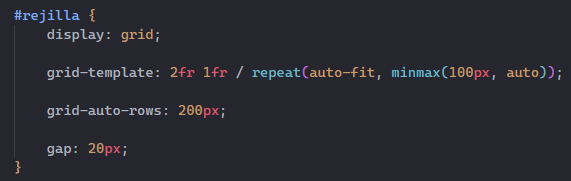 #rejilla {
display: grid;
grid-template: 2fr 1fr / repeat(auto-fit, minmax(100px, auto));
grid-auto-rows: 200px;
gap: 20px;
}